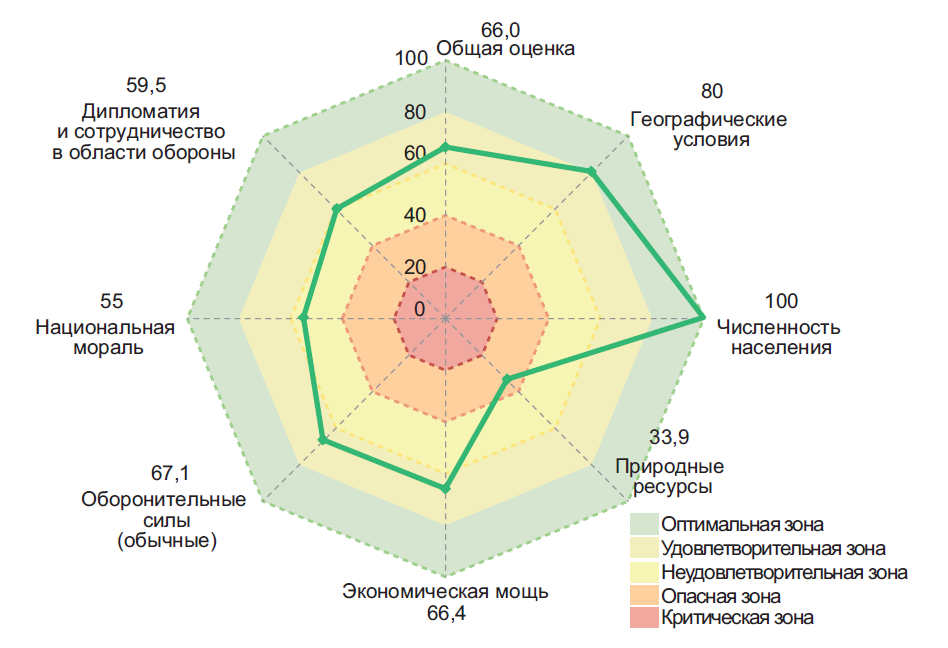 66,0
Общая оценка
80
Географические
условия
100
Численность
населения
33,9
Природные
ресурсы
Экономическая мощь
66,4
67,1
Оборонительные
силы
(обычные)
55
Национальная
мораль
59,5
Дипломатия
и сотрудничество
в области обороны
100
80
60
40
20
0
Оптимальная зона
Удовлетворительная зона
Неудовлетворительная зона
Опасная зона
Критическая зона